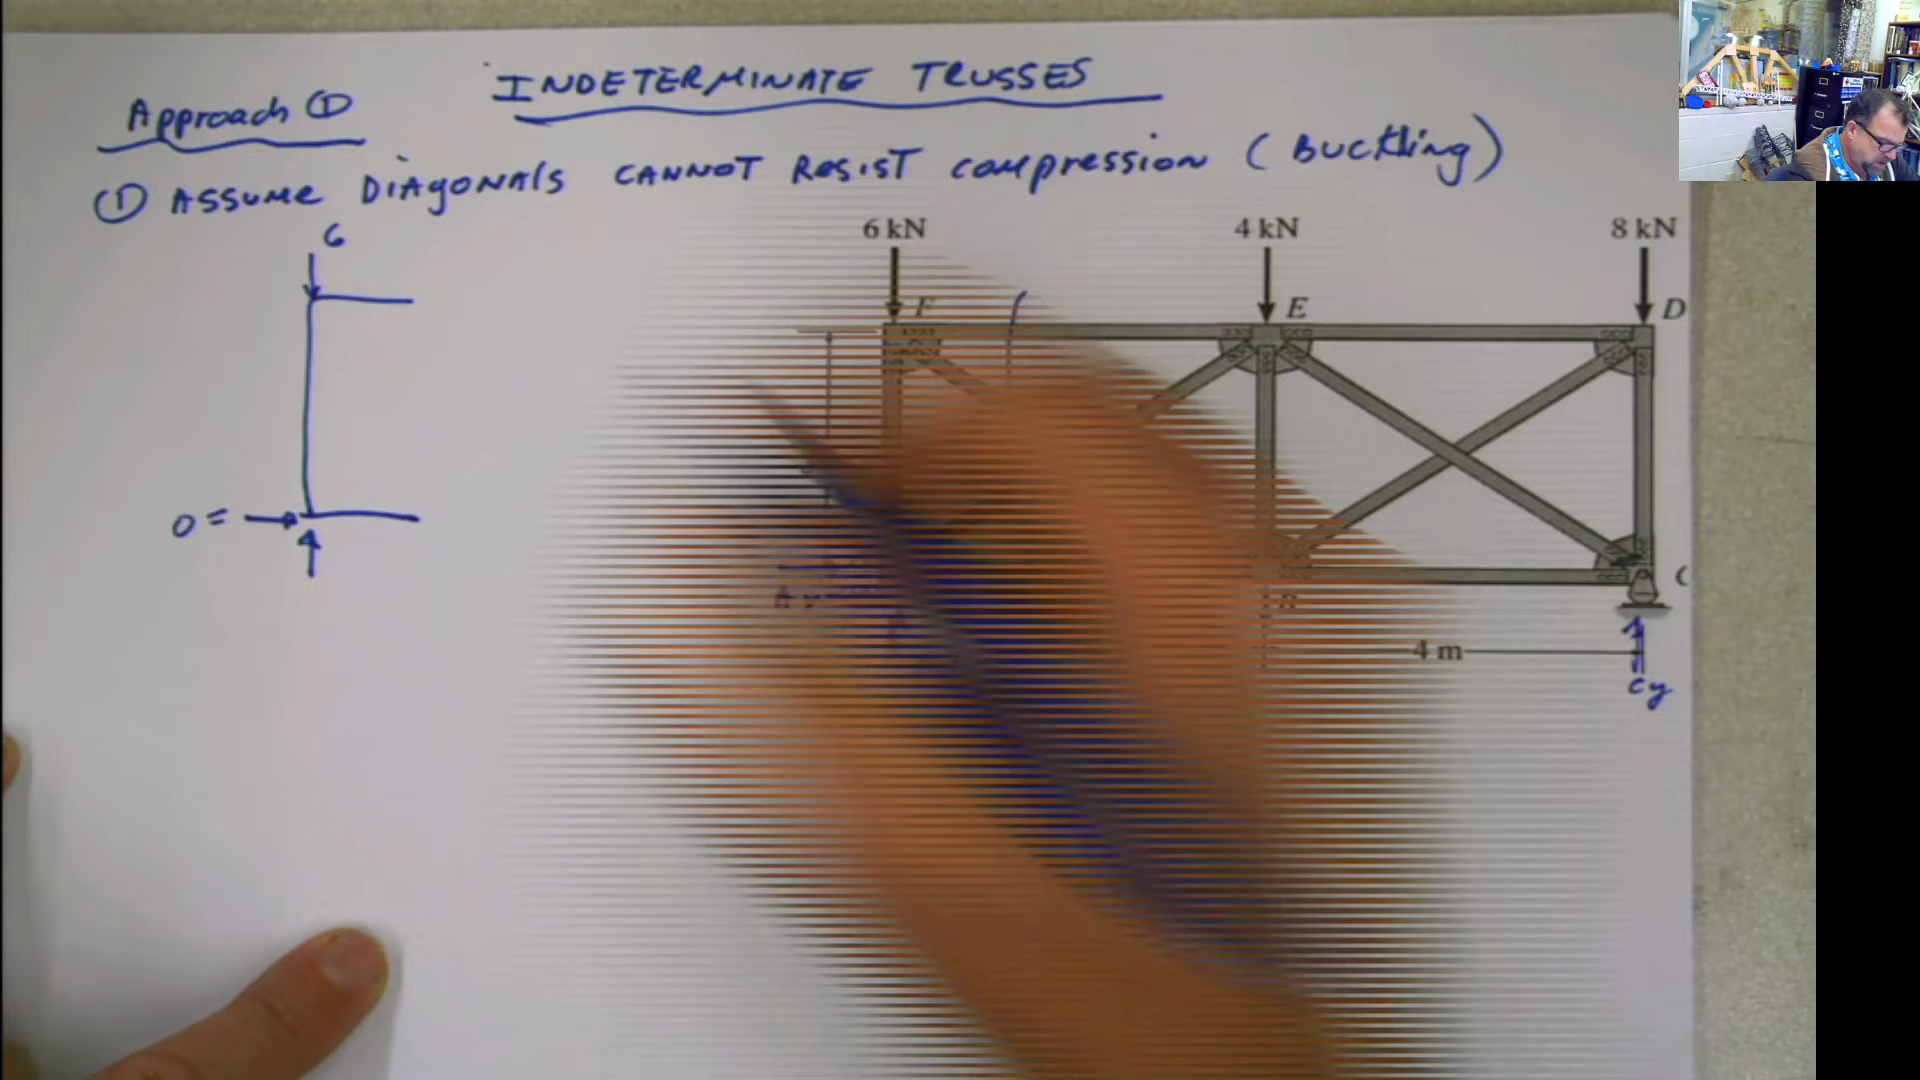 INDETERMINATE TRUSSES
Approach ①
① ASSUME DIAGONALS CANNOT RESIST COMPRESSION (BUCKLING)
6
6 kN 4 kN 8 kN
F E D
0 =
A
B C
4 m
Cy